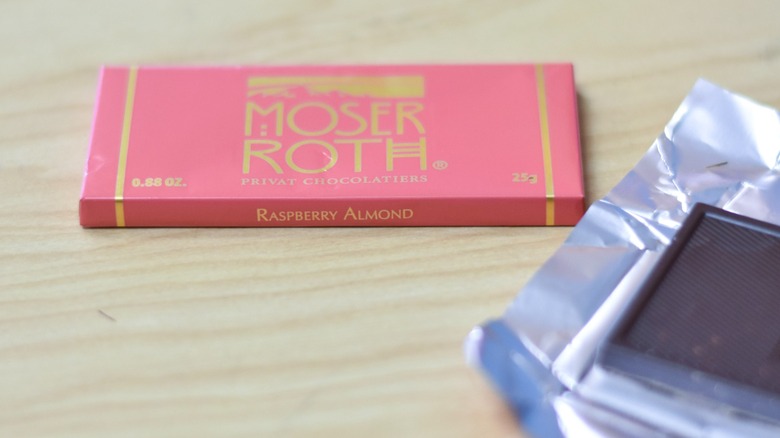 MOSER
ROTH®
PRIVAT CHOCOLATIERS
0.88 OZ.
25g
RASPBERRY ALMOND